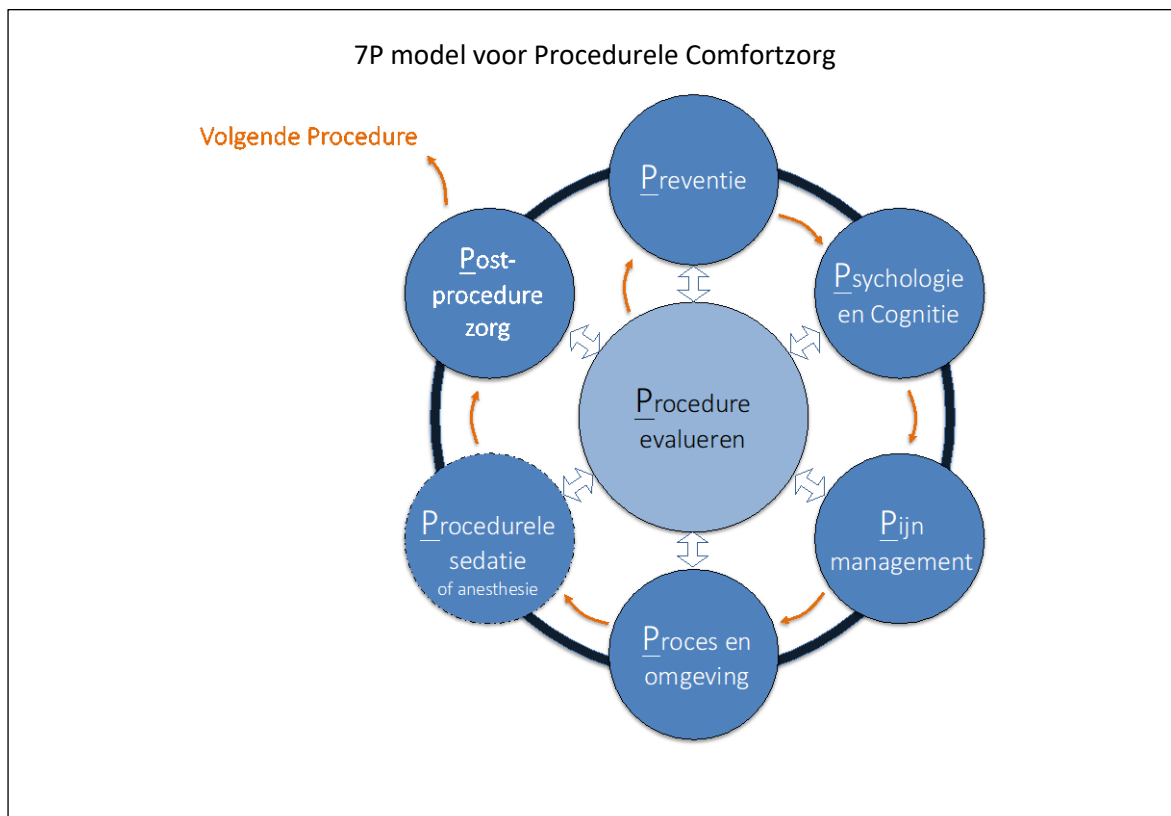 7P model voor Procedurele Comfortzorg
Volgende Procedure
Preventie
Psychologie
en Cognitie
Pijn
management
Proces en
omgeving
Procedurele
sedatie
of anesthesie
Post-
procedure
zorg
Procedure
evalueren